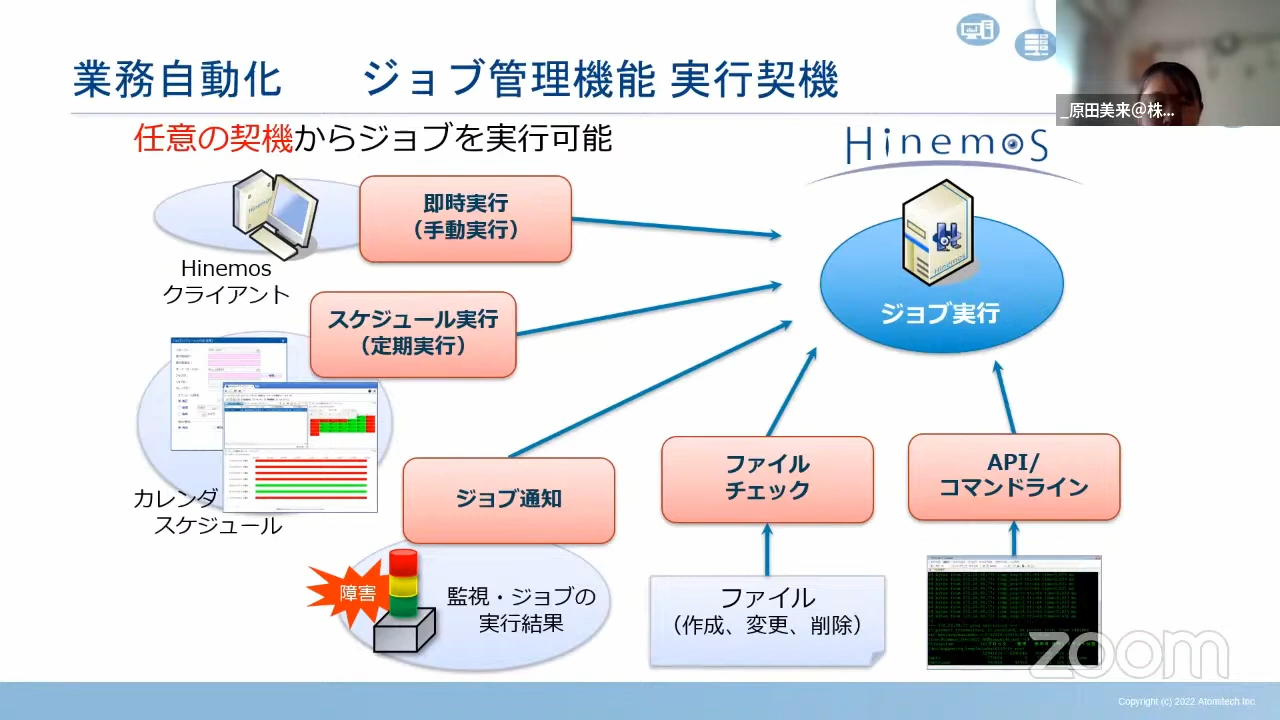 業務自動化 ジョブ管理機能 実行契機
_原田美来@株...
任意の契機からジョブを実行可能
Hinemos
即時実行
（手動実行）
Hinemos
Hinemos
クライアント
Hinemos
ジョブ実行
スケジュール実行
（定期実行）
カレンダ
スケジュール
ジョブ通知
ファイル
チェック
API/
コマンドライン
障害
監視・ジョブの
実行結果
ファイル
（作成、変更、削除）
zoom
Copyright (c) 2022 Atomitech Inc.